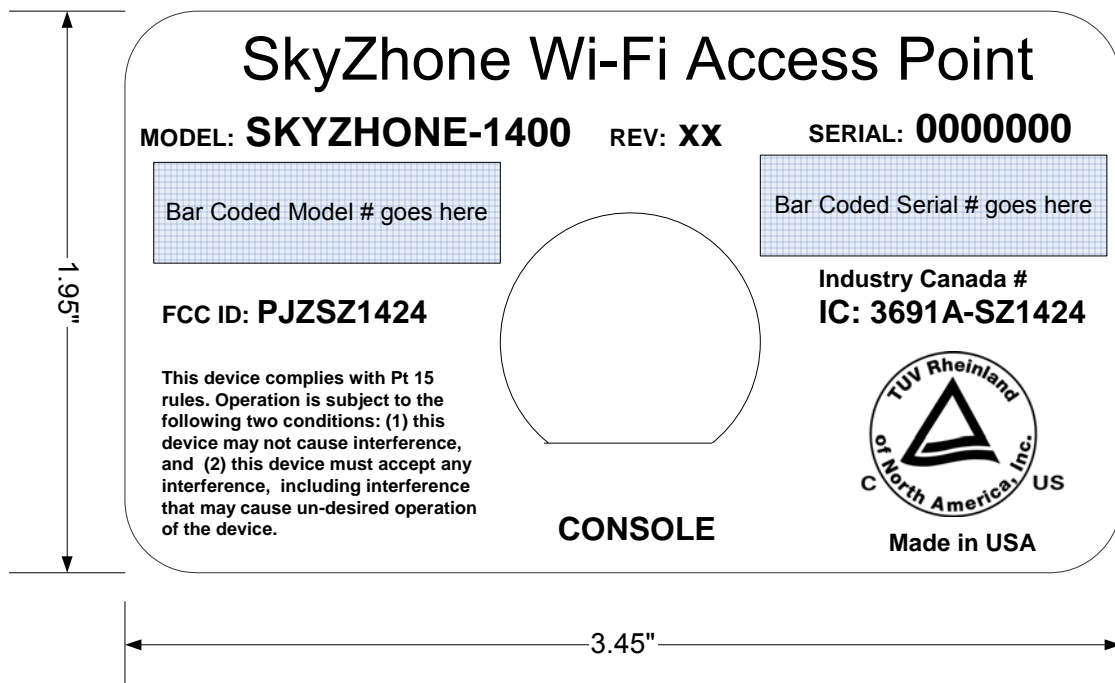 SkyZhone Wi-Fi Access Point
MODEL: SKYZHONE-1400 REV: XX SERIAL: 0000000
Bar Coded Model # goes here
Bar Coded Serial # goes here
Industry Canada #
FCC ID: PJZSZ1424
IC: 3691A-SZ1424
This device complies with Pt 15
rules. Operation is subject to the
following two conditions: (1) this
device may not cause interference,
and (2) this device must accept any
interference, including interference
that may cause un-desired operation
of the device.
CONSOLE
TUV Rheinland
of North America, Inc.
C US
Made in USA
1.95"
3.45"